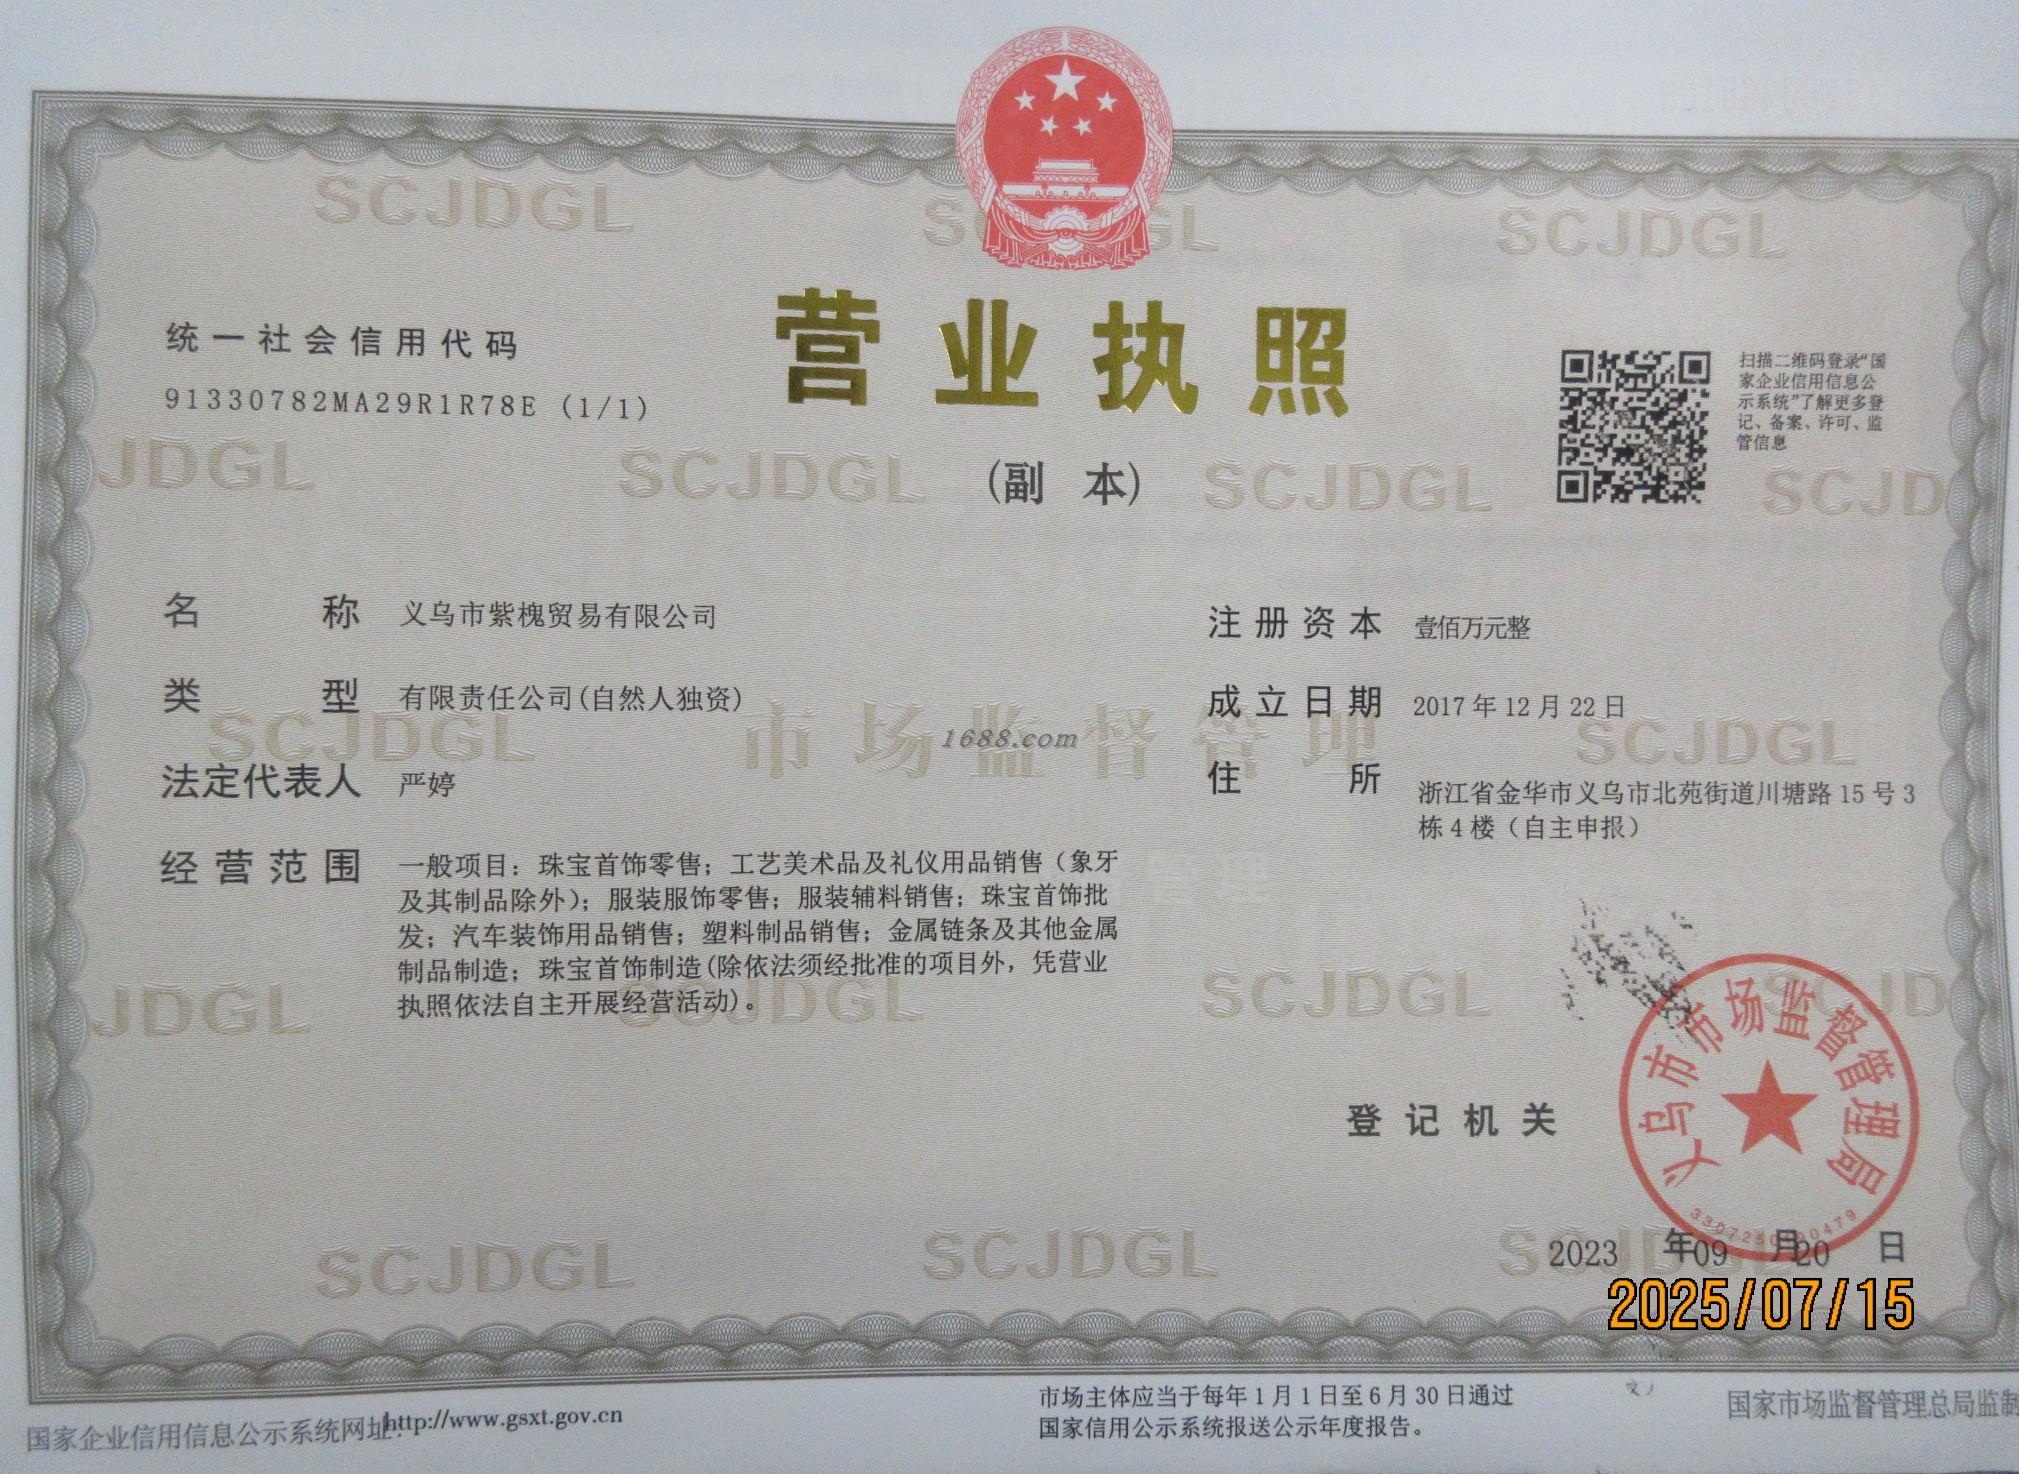 营业执照
(副本)
统一社会信用代码
91330782MA29R1R78E (1/1)
扫描二维码登录“国
家企业信用信息公
示系统”了解更多登
记、备案、许可、监
管信息
名称 义乌市紫槐贸易有限公司
类型 有限责任公司(自然人独资)
法定代表人 严婷
经营范围 一般项目：珠宝首饰零售；工艺美术品及礼仪用品销售（象牙
及其制品除外）；服装服饰零售；服装辅料销售；珠宝首饰批
发；汽车装饰用品销售；塑料制品销售；金属链条及其他金属
制品制造；珠宝首饰制造(除依法须经批准的项目外，凭营业
执照依法自主开展经营活动)。
注册资本 壹佰万元整
成立日期 2017年12月22日
住所 浙江省金华市义乌市北苑街道川塘路15号3
栋4楼（自主申报）
1688.com
市场监督管理
SCJDGL
登记机关
义乌市市场监督管理局
2023年09月20日
2025/07/15
国家企业信用信息公示系统网址：http://www.gsxt.gov.cn
市场主体应当于每年1月1日至6月30日通过
国家信用公示系统报送公示年度报告。
国家市场监督管理总局监制